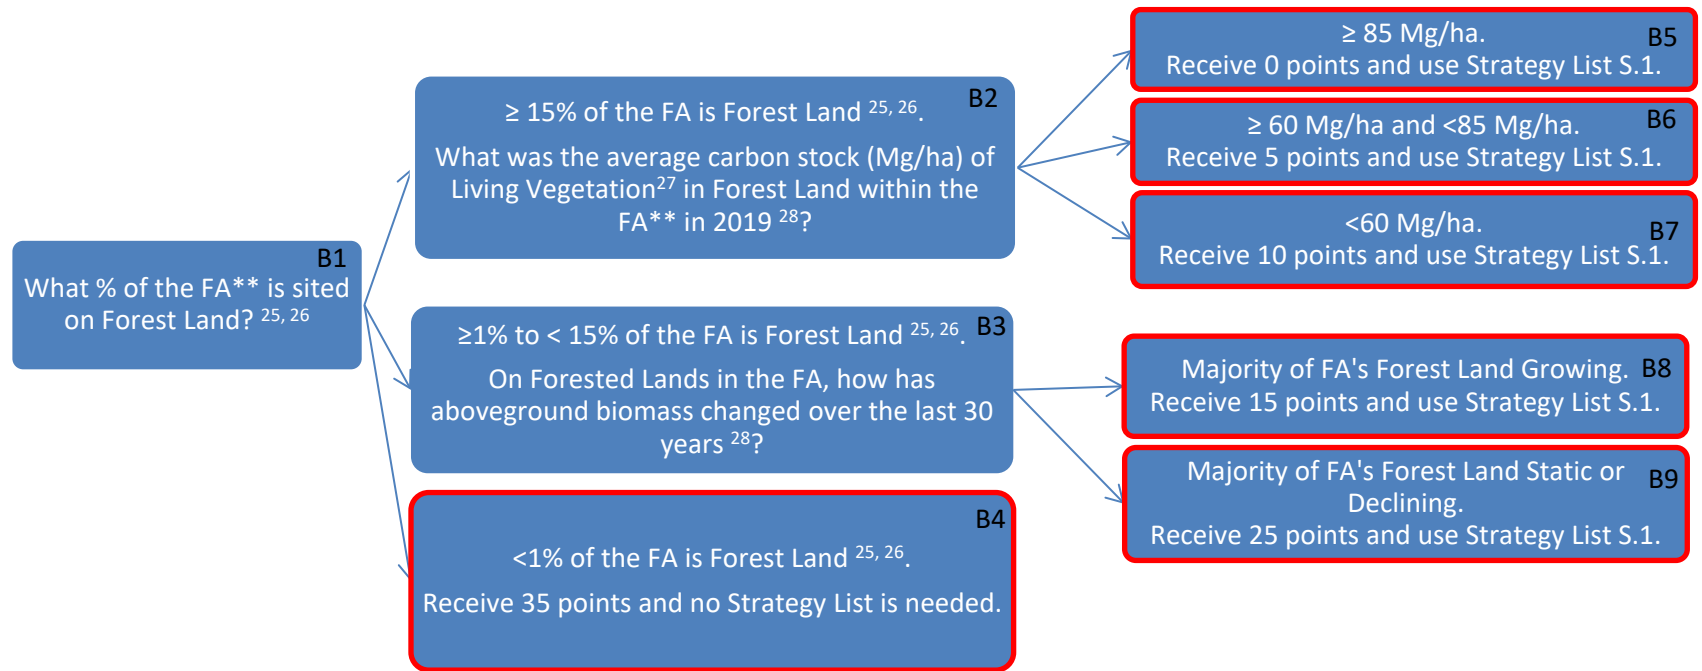 B1
What % of the FA** is sited
on Forest Land? 25, 26
B2
≥ 15% of the FA is Forest Land 25, 26.
What was the average carbon stock (Mg/ha) of
Living Vegetation27 in Forest Land within the
FA** in 2019 28?
B3
≥1% to < 15% of the FA is Forest Land 25, 26.
On Forested Lands in the FA, how has
aboveground biomass changed over the last 30
years 28?
B4
<1% of the FA is Forest Land 25, 26.
Receive 35 points and no Strategy List is needed.
B5
≥ 85 Mg/ha.
Receive 0 points and use Strategy List S.1.
B6
≥ 60 Mg/ha and <85 Mg/ha.
Receive 5 points and use Strategy List S.1.
B7
<60 Mg/ha.
Receive 10 points and use Strategy List S.1.
B8
Majority of FA's Forest Land Growing.
Receive 15 points and use Strategy List S.1.
B9
Majority of FA's Forest Land Static or
Declining.
Receive 25 points and use Strategy List S.1.